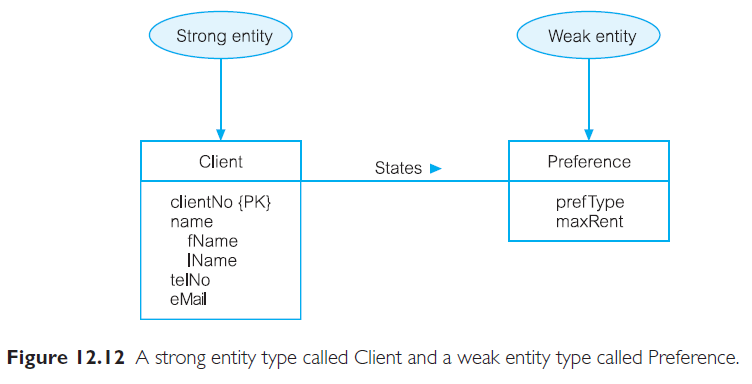 Strong entity
Weak entity
Client
States ►
Preference
clientNo {PK}
name
fName
lName
telNo
eMail
prefType
maxRent
Figure 12.12 A strong entity type called Client and a weak entity type called Preference.